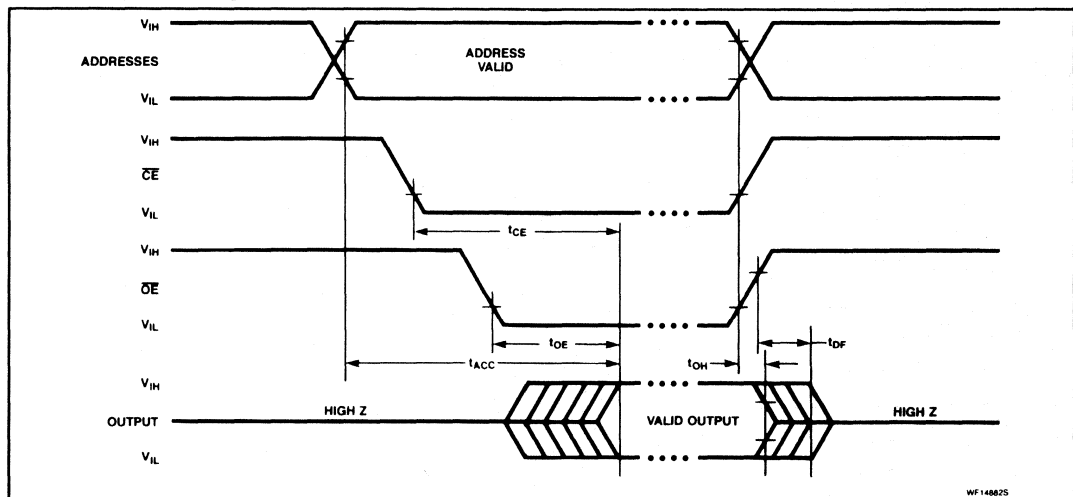 VIH
ADDRESSES
ADDRESS
VALID
VIL
VIH
CE
VIL
tCE
VIH
OE
VIL
tOE
tACC
tOH
tDF
VIH
HIGH Z
OUTPUT
VALID OUTPUT
HIGH Z
VIL
WF14882S